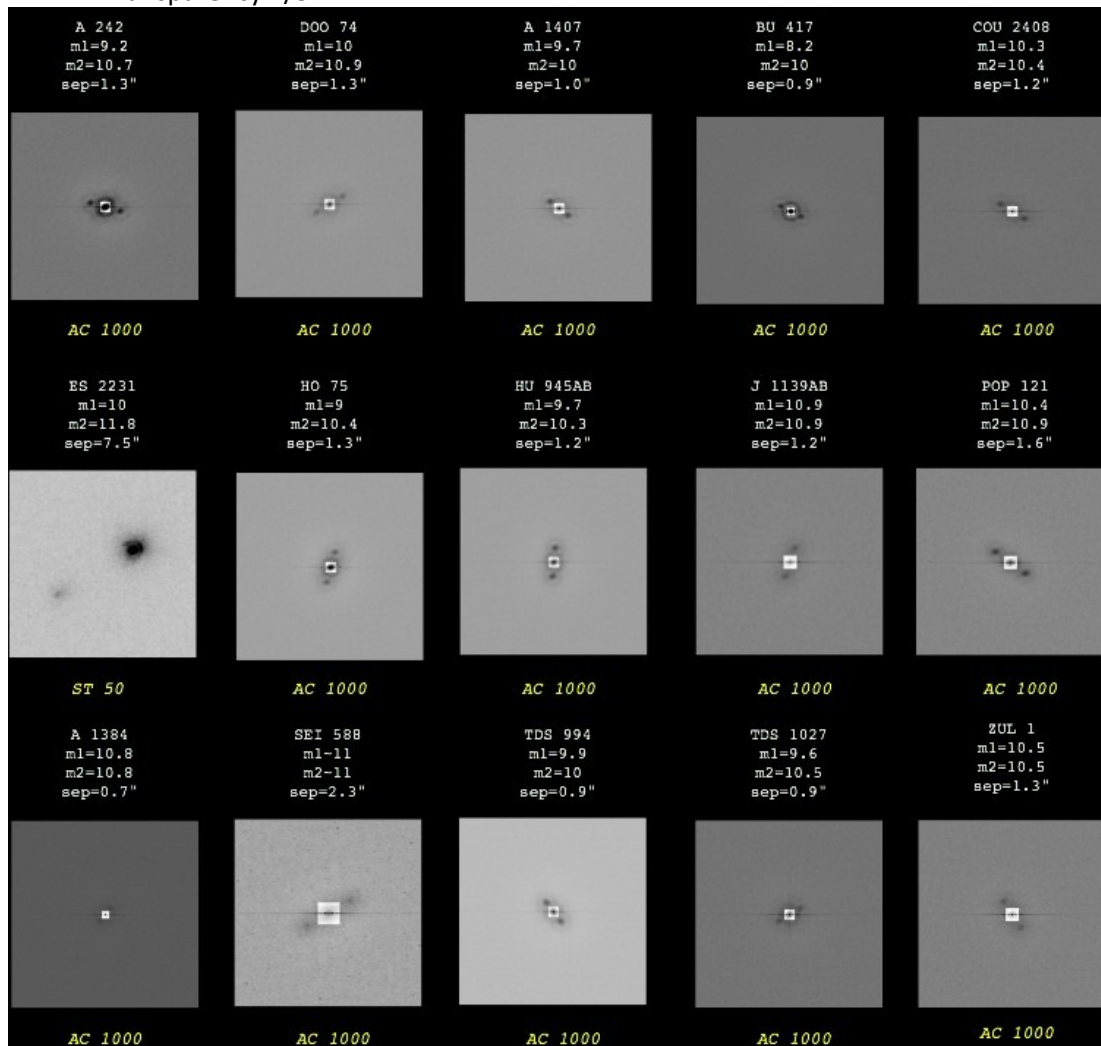 A 242
m1=9.2
m2=10.7
sep=1.3"
DOO 74
m1=10
m2=10.9
sep=1.3"
A 1407
m1=9.7
m2=10
sep=1.0"
BU 417
m1=8.2
m2=10
sep=0.9"
COU 2408
m1=10.3
m2=10.4
sep=1.2"
AC 1000
AC 1000
AC 1000
AC 1000
AC 1000
ES 2231
m1=10
m2=11.8
sep=7.5"
HO 75
m1=9
m2=10.4
sep=1.3"
HU 945AB
m1=9.7
m2=10.3
sep=1.2"
J 1139AB
m1=10.9
m2=10.9
sep=1.2"
POP 121
m1=10.4
m2=10.9
sep=1.6"
ST 50
AC 1000
AC 1000
AC 1000
AC 1000
A 1384
m1=10.8
m2=10.8
sep=0.7"
SEI 588
m1~11
m2~11
sep=2.3"
TDS 994
m1=9.9
m2=10
sep=0.9"
TDS 1027
m1=9.6
m2=10.5
sep=0.9"
ZUL 1
m1=10.5
m2=10.5
sep=1.3"
AC 1000
AC 1000
AC 1000
AC 1000
AC 1000